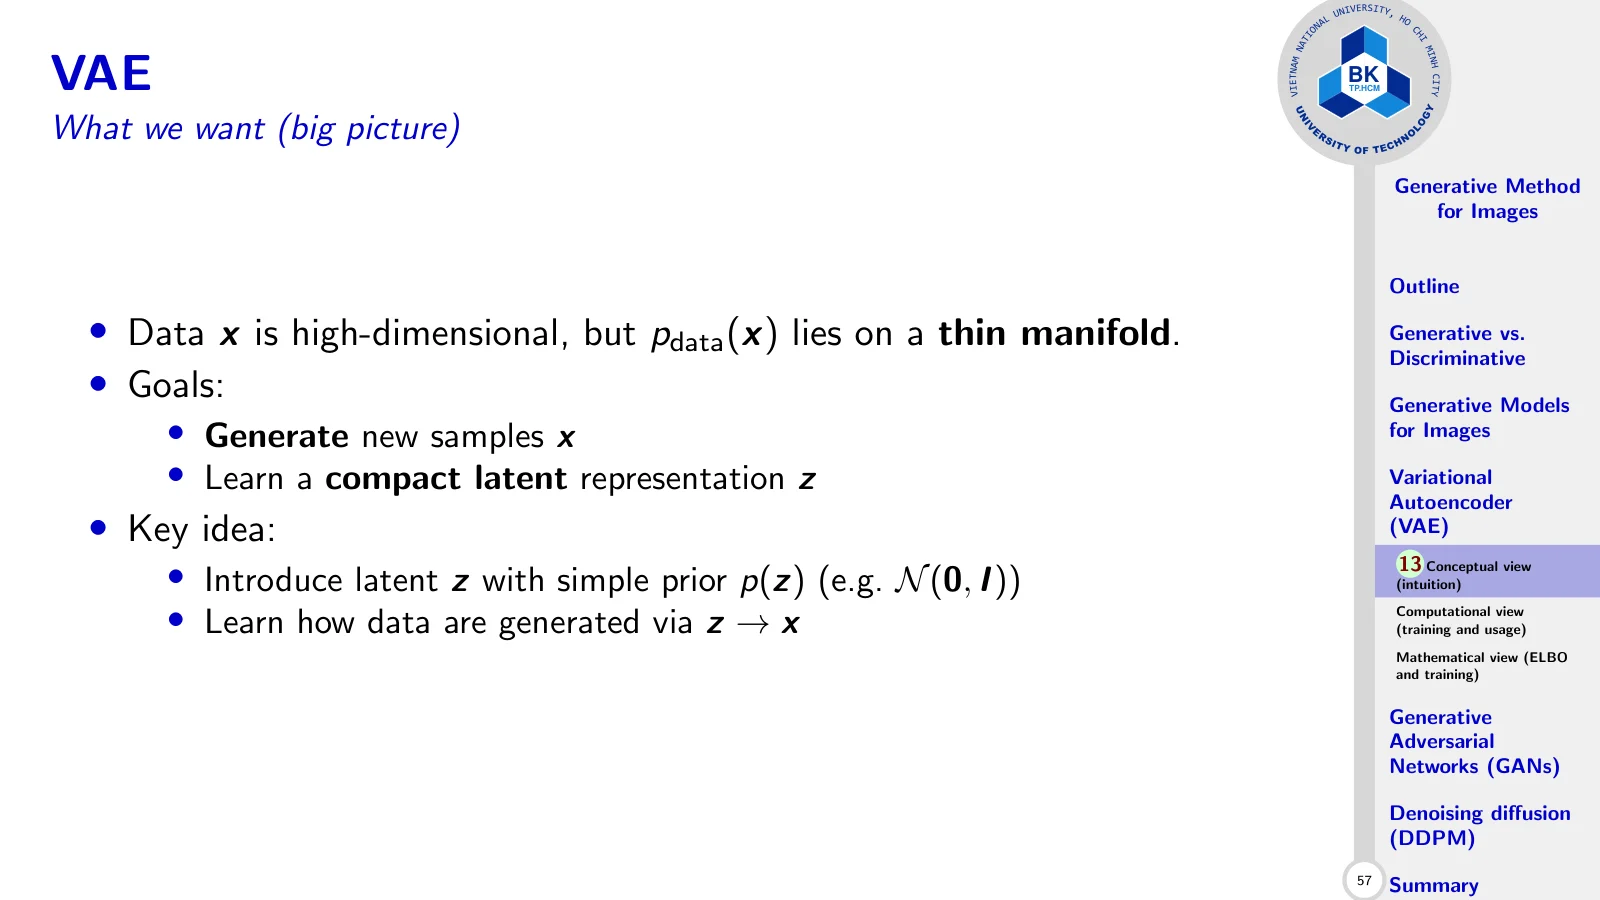 VAE
What we want (big picture)
• Data x is high-dimensional, but p_data(x) lies on a thin manifold.
• Goals:
• Generate new samples x
• Learn a compact latent representation z
• Key idea:
• Introduce latent z with simple prior p(z) (e.g. 𝒩(0, I))
• Learn how data are generated via z → x
VIETNAM NATIONAL UNIVERSITY, HO CHI MINH CITY
BK
TP.HCM
UNIVERSITY OF TECHNOLOGY
Generative Method
for Images
Outline
Generative vs.
Discriminative
Generative Models
for Images
Variational
Autoencoder
(VAE)
13 Conceptual view
(intuition)
Computational view
(training and usage)
Mathematical view (ELBO
and training)
Generative
Adversarial
Networks (GANs)
Denoising diffusion
(DDPM)
Summary
57